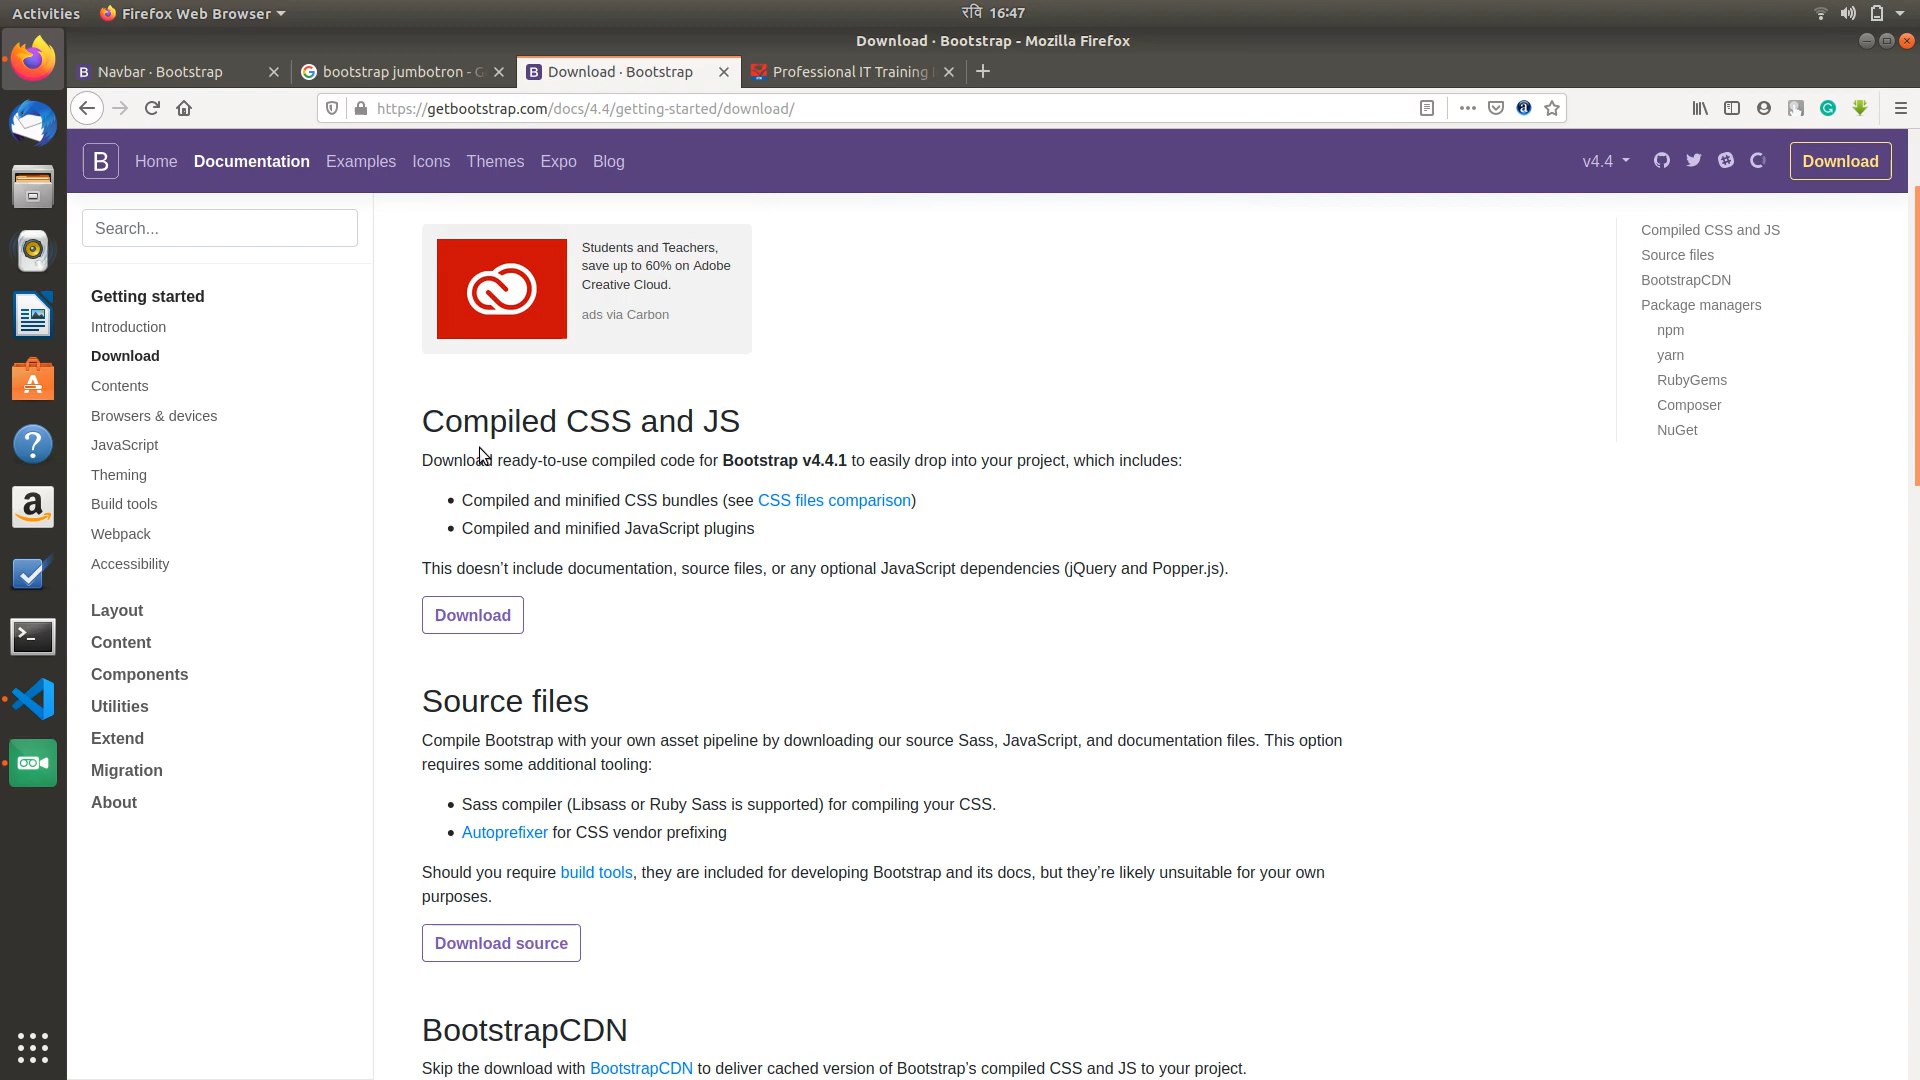 Activities
Firefox Web Browser
रवि 16:47
Download · Bootstrap - Mozilla Firefox
Navbar · Bootstrap
bootstrap jumbotron - G
Download · Bootstrap
Professional IT Training
https://getbootstrap.com/docs/4.4/getting-started/download/
B
Home
Documentation
Examples
Icons
Themes
Expo
Blog
v4.4
Download
Search...
Getting started
Introduction
Download
Contents
Browsers & devices
JavaScript
Theming
Build tools
Webpack
Accessibility
Layout
Content
Components
Utilities
Extend
Migration
About
Students and Teachers,
save up to 60% on Adobe
Creative Cloud.
ads via Carbon
Compiled CSS and JS
Download ready-to-use compiled code for Bootstrap v4.4.1 to easily drop into your project, which includes:
Compiled and minified CSS bundles (see CSS files comparison)
Compiled and minified JavaScript plugins
This doesn’t include documentation, source files, or any optional JavaScript dependencies (jQuery and Popper.js).
Download
Source files
Compile Bootstrap with your own asset pipeline by downloading our source Sass, JavaScript, and documentation files. This option
requires some additional tooling:
Sass compiler (Libsass or Ruby Sass is supported) for compiling your CSS.
Autoprefixer for CSS vendor prefixing
Should you require build tools, they are included for developing Bootstrap and its docs, but they’re likely unsuitable for your own
purposes.
Download source
BootstrapCDN
Skip the download with BootstrapCDN to deliver cached version of Bootstrap’s compiled CSS and JS to your project.
Compiled CSS and JS
Source files
BootstrapCDN
Package managers
npm
yarn
RubyGems
Composer
NuGet